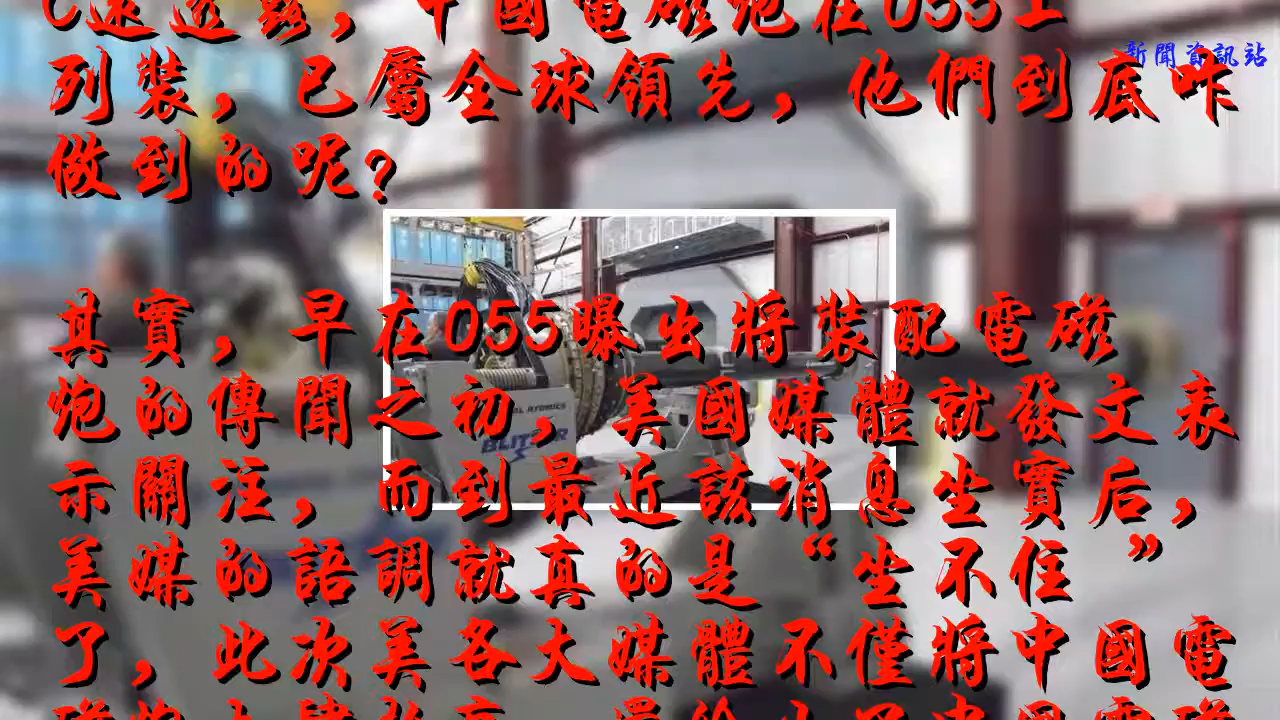 C還透露，中國電磁炮在055上
新聞資訊站
列裝，已屬全球領先，他們到底咋
做到的呢？
其實，早在055曝出將裝配電磁
炮的傳聞之初，美國媒體就發文表
示關注，而到最近該消息坐實后，
美媒的語調就真的是“坐不住”
了，此次美各大媒體不僅將中國電
BLITZER